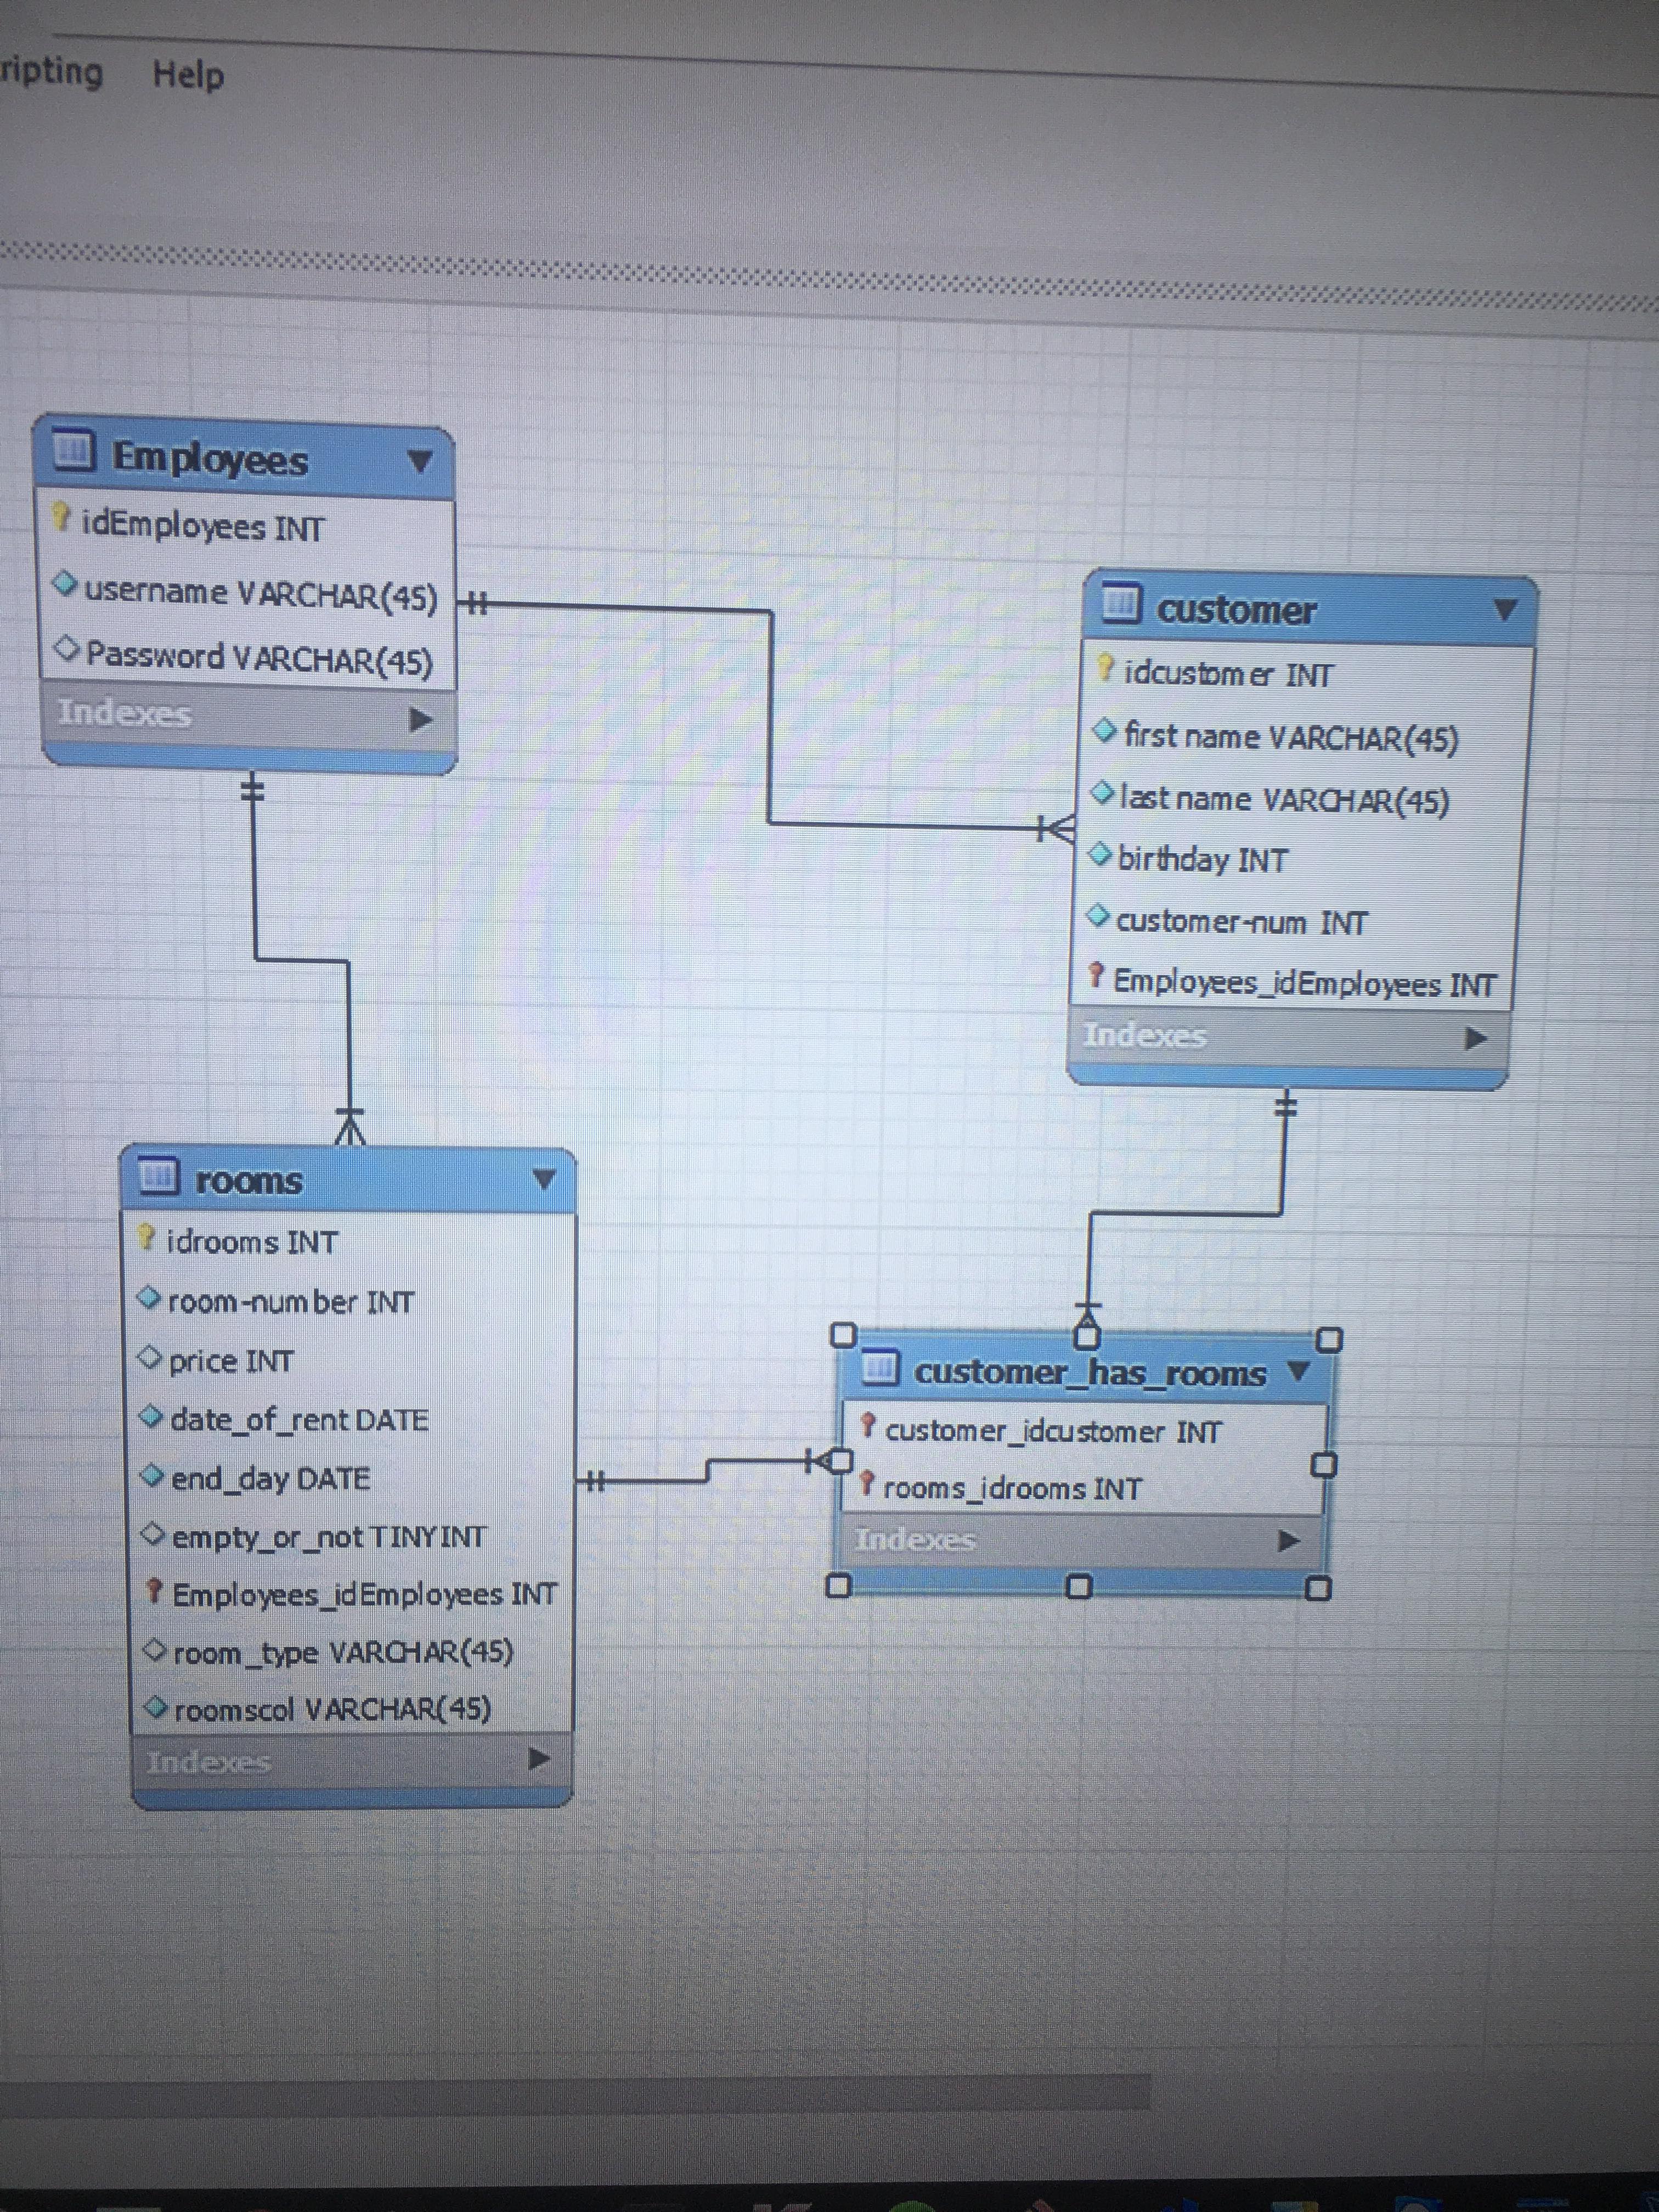 ripting Help
Employees
idEmployees INT
username VARCHAR(45)
Password VARCHAR(45)
Indexes
customer
idcustomer INT
first name VARCHAR(45)
last name VARCHAR(45)
birthday INT
customer-num INT
Employees_idEmployees INT
Indexes
rooms
idrooms INT
room-number INT
price INT
date_of_rent DATE
end_day DATE
empty_or_not TINYINT
Employees_idEmployees INT
room_type VARCHAR(45)
roomscol VARCHAR(45)
Indexes
customer_has_rooms
customer_idcustomer INT
rooms_idrooms INT
Indexes